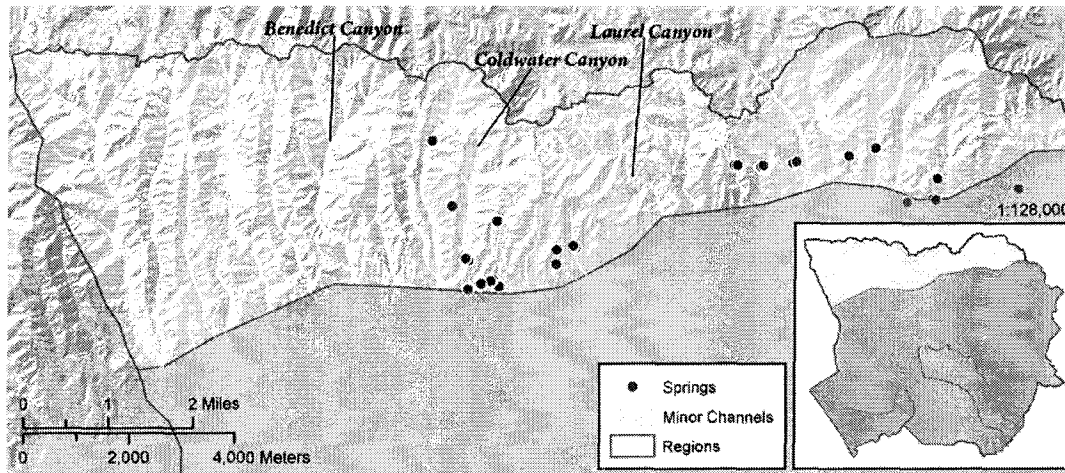 Benedict Canyon
Laurel Canyon
Coldwater Canyon
1:128,000
0 1 2 Miles
0 2,000 4,000 Meters
Springs
Minor Channels
Regions